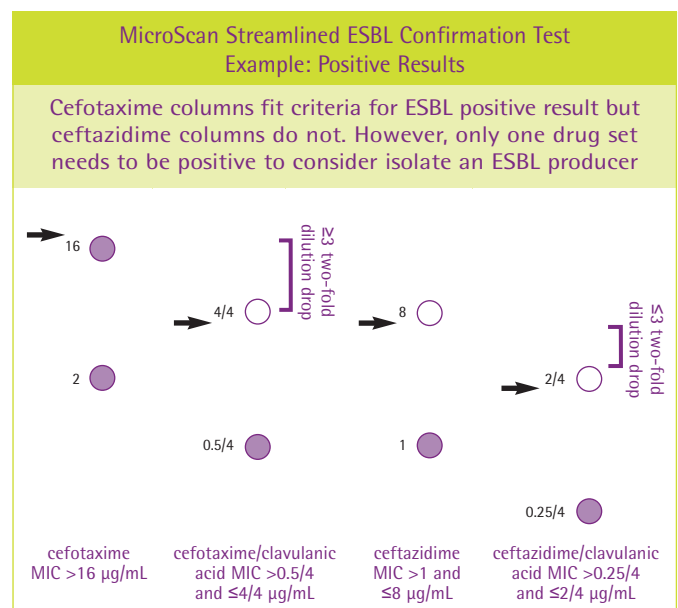 MicroScan Streamlined ESBL Confirmation Test
Example: Positive Results
Cefotaxime columns fit criteria for ESBL positive result but
ceftazidime columns do not. However, only one drug set
needs to be positive to consider isolate an ESBL producer
16
2
4/4
0.5/4
≥3 two-fold
dilution drop
8
1
2/4
0.25/4
≤3 two-fold
dilution drop
cefotaxime
MIC >16 µg/mL
cefotaxime/clavulanic
acid MIC >0.5/4
and ≤4/4 µg/mL
ceftazidime
MIC >1 and
≤8 µg/mL
ceftazidime/clavulanic
acid MIC >0.25/4
and ≤2/4 µg/mL